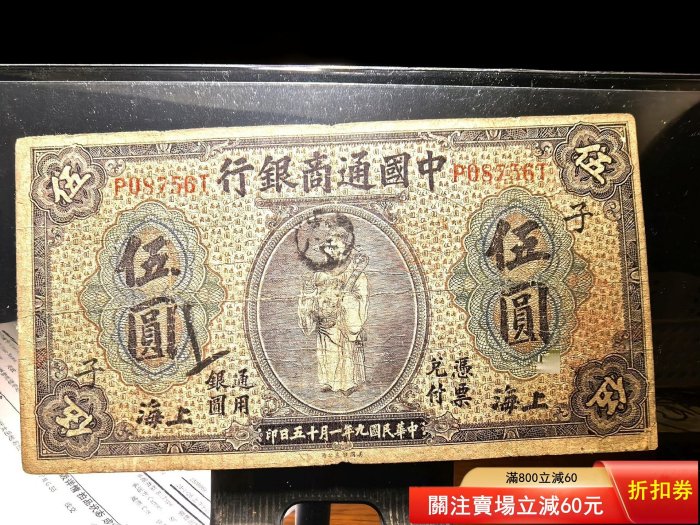 中國通商銀行
P08756T
P08756T
伍
伍
子
伍圓
伍圓
憑票
兌付
通用
銀圓
上海
上海
子
中華民國九年一月十五日印
伍
伍
滿800立減60
關注賣場立減60元
折扣券